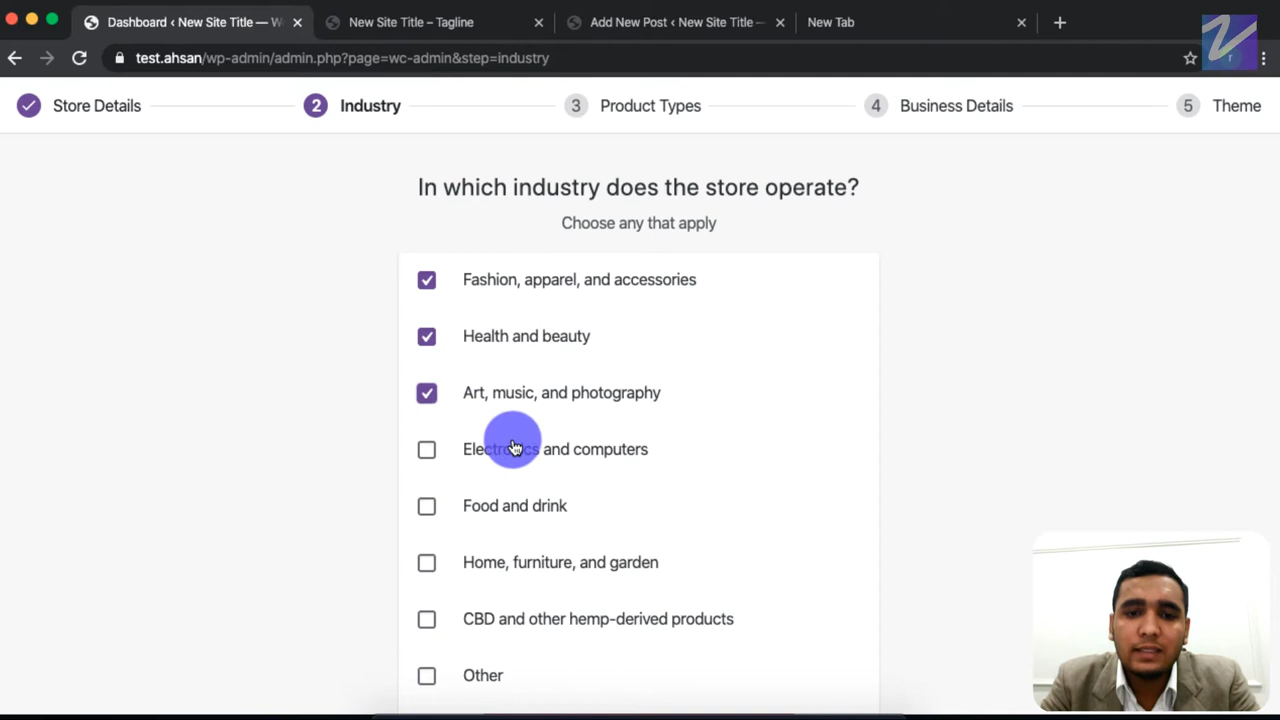 Dashboard ‹ New Site Title — W
New Site Title – Tagline
Add New Post ‹ New Site Title —
New Tab
test.ahsan/wp-admin/admin.php?page=wc-admin&step=industry
r
Store Details
2 Industry
3 Product Types
4 Business Details
5 Theme
In which industry does the store operate?
Choose any that apply
Fashion, apparel, and accessories
Health and beauty
Art, music, and photography
Electronics and computers
Food and drink
Home, furniture, and garden
CBD and other hemp-derived products
Other